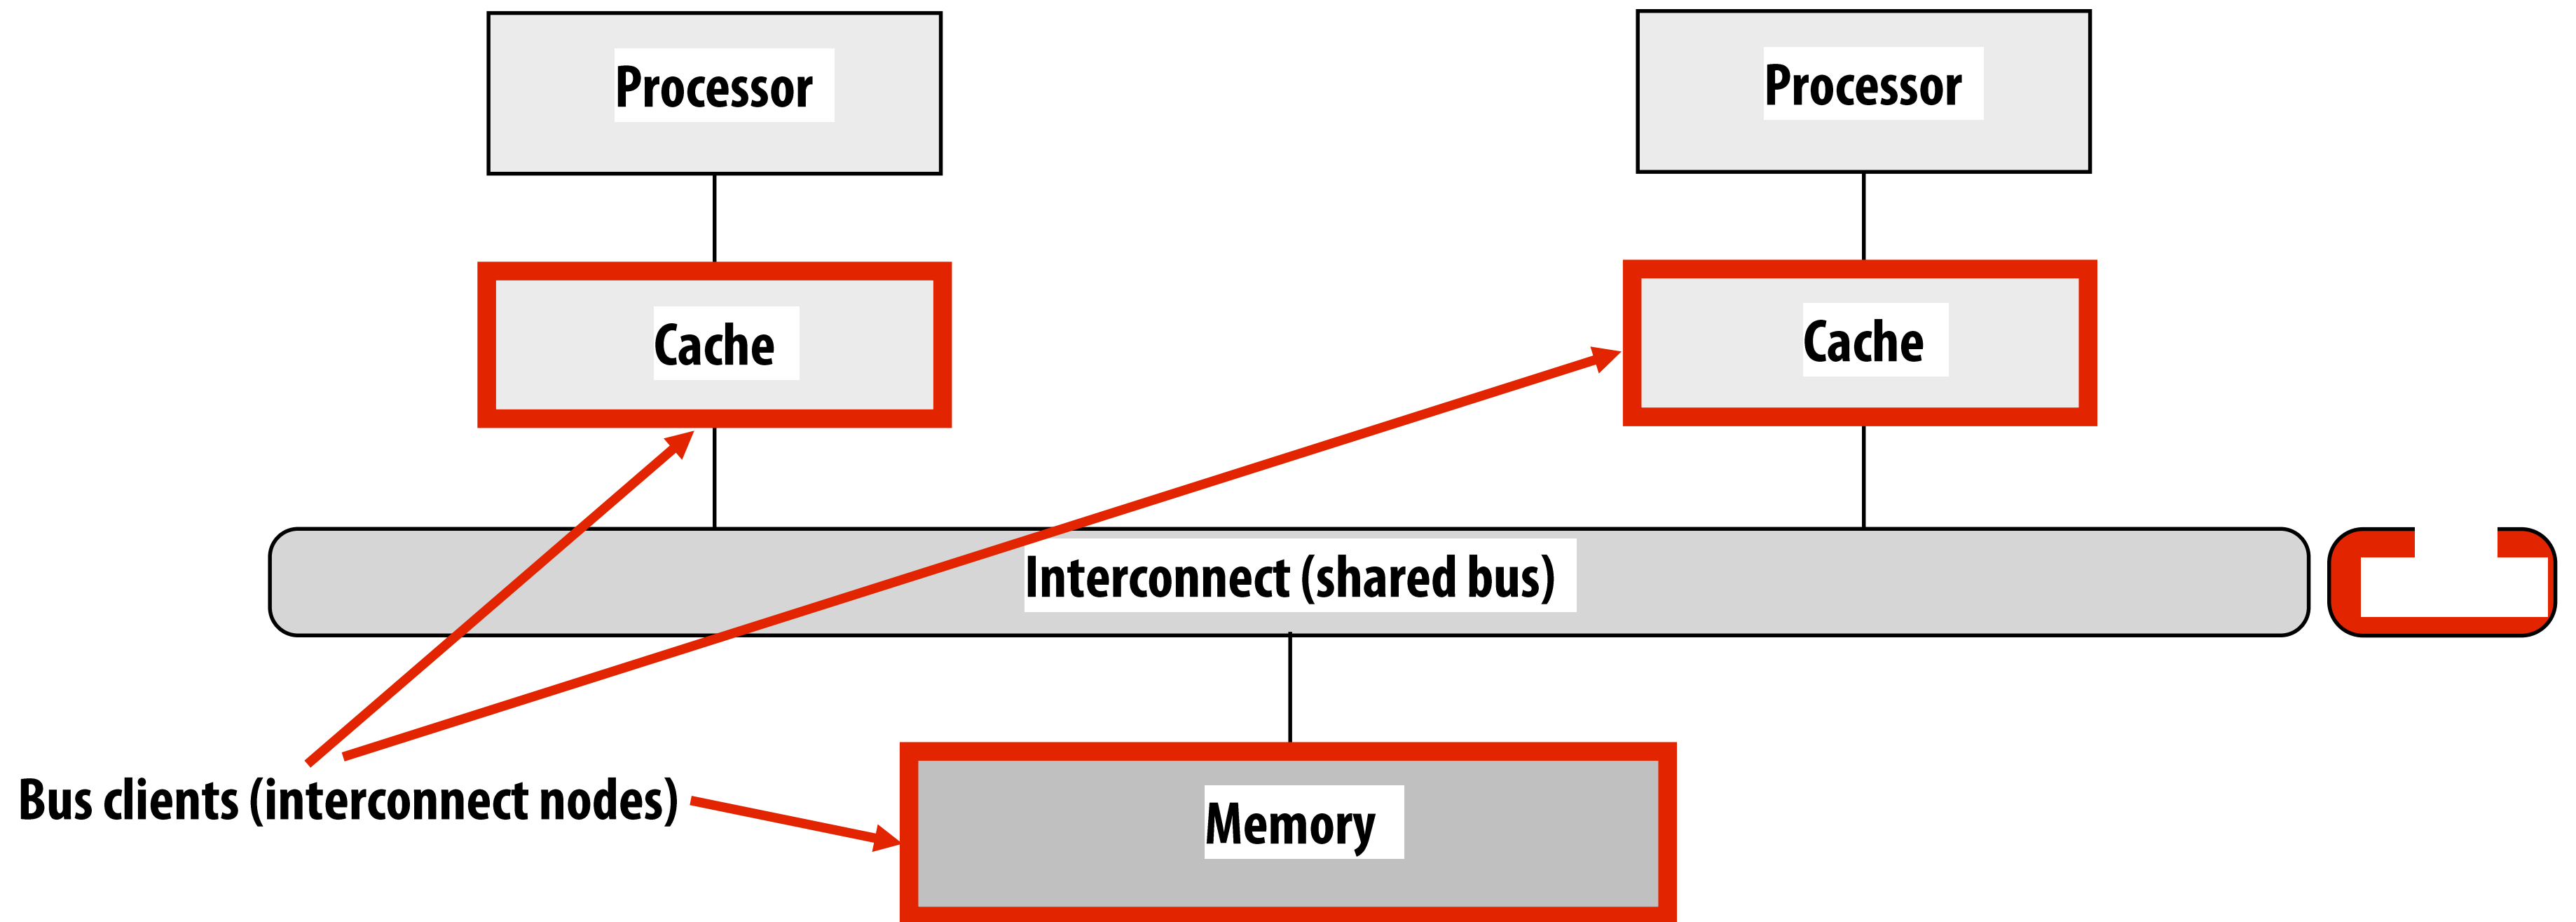 Processor
Processor
Cache
Cache
Interconnect (shared bus)
Bus clients (interconnect nodes)
Memory